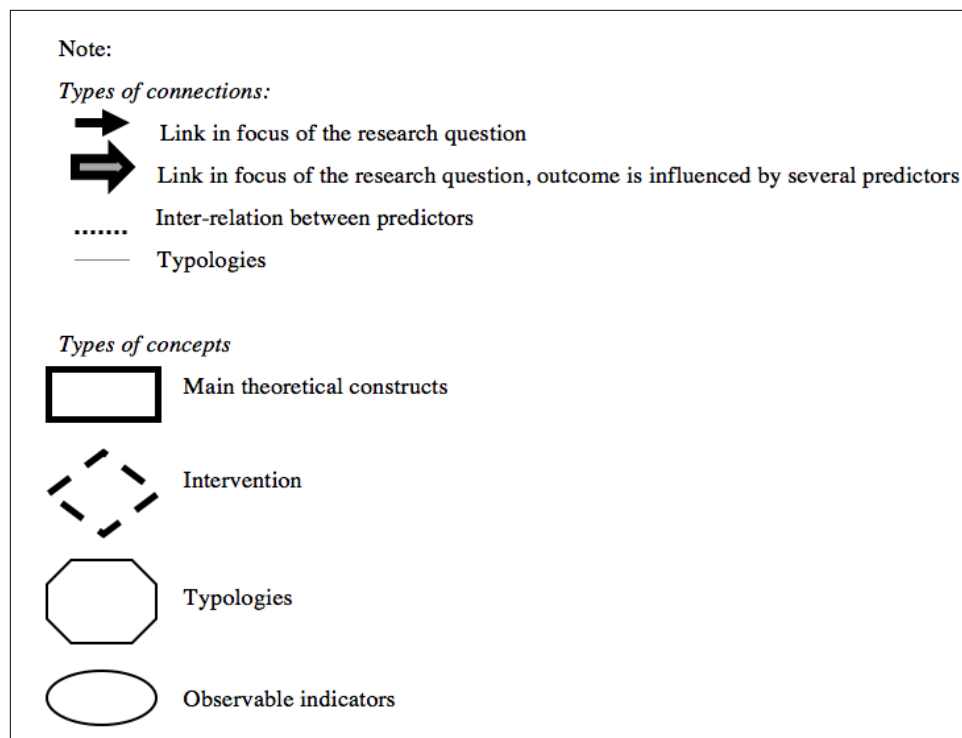 Note:
Types of connections:
Link in focus of the research question
Link in focus of the research question, outcome is influenced by several predictors
Inter-relation between predictors
Typologies
Types of concepts
Main theoretical constructs
Intervention
Typologies
Observable indicators